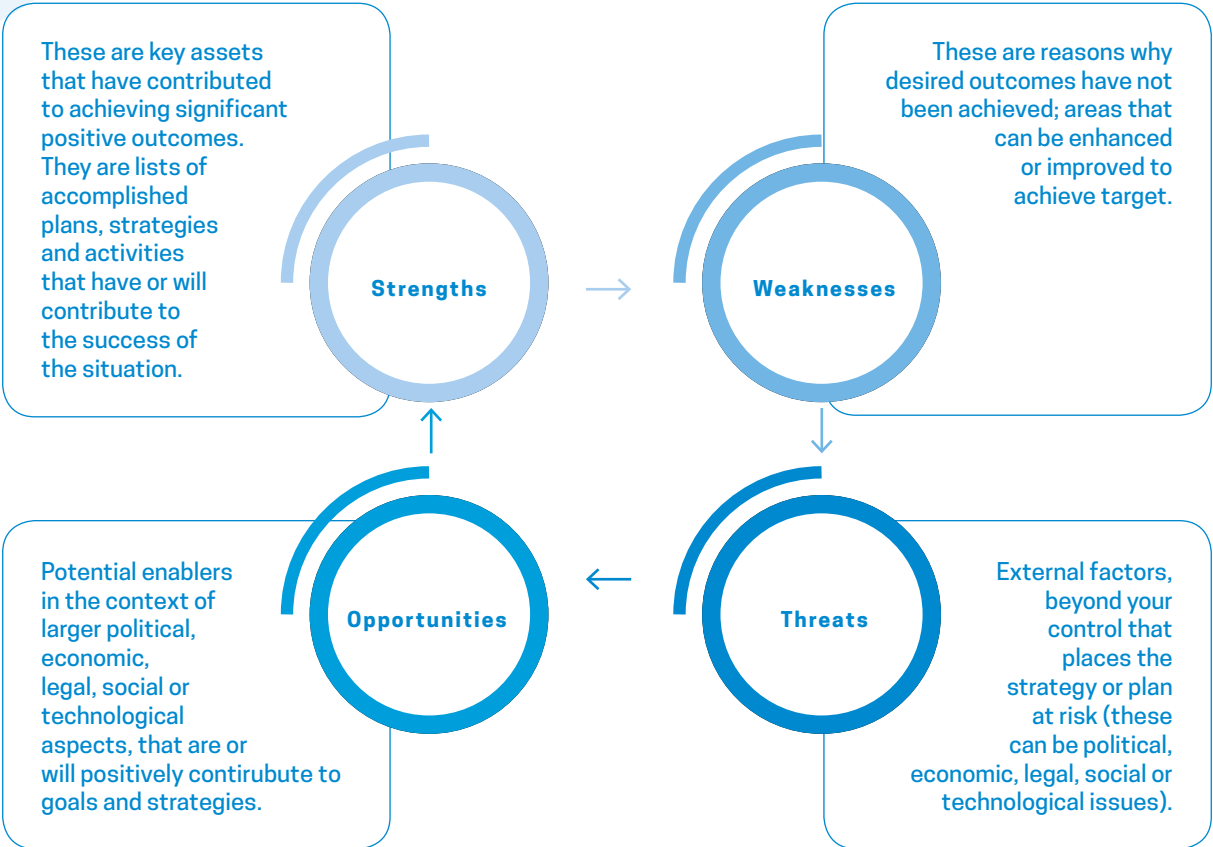 These are key assets
that have contributed
to achieving significant
positive outcomes.
They are lists of
accomplished
plans, strategies
and activities
that have or will
contribute to
the success of
the situation.
Strengths
These are reasons why
desired outcomes have not
been achieved; areas that
can be enhanced
or improved to
achieve target.
Weaknesses
Potential enablers
in the context of
larger political,
economic,
legal, social or
technological
aspects, that are or
will positively contirubute to
goals and strategies.
Opportunities
External factors,
beyond your
control that
places the
strategy or plan
at risk (these
can be political,
economic, legal, social or
technological issues).
Threats